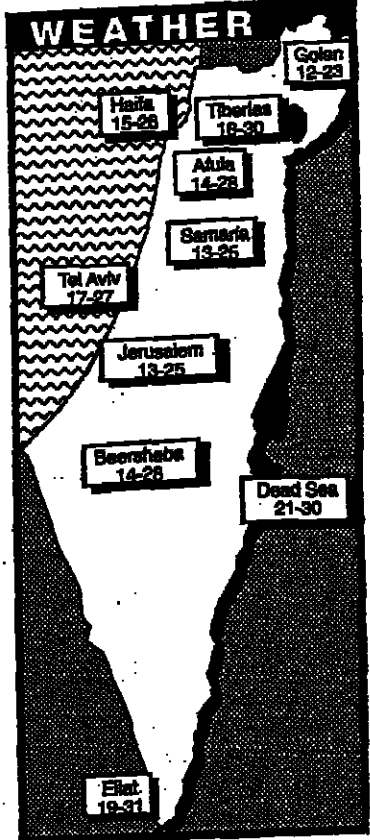 WEATHER
Golan
12-23
Haifa
15-26
Tiberias
16-30
Afula
14-28
Samaria
13-25
Tel Aviv
17-27
Jerusalem
13-25
Beersheba
14-28
Dead Sea
21-30
Eilat
19-31